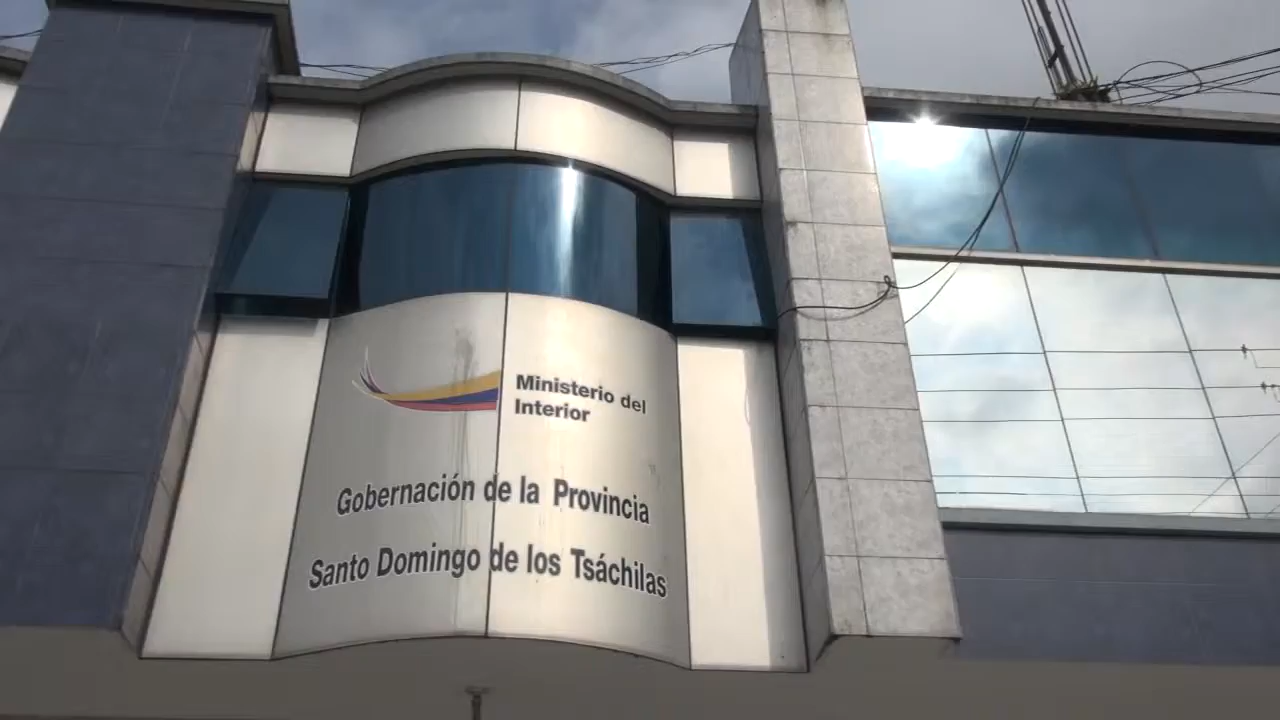 Ministerio del
Interior
Gobernación de la Provincia
Santo Domingo de los Tsáchilas